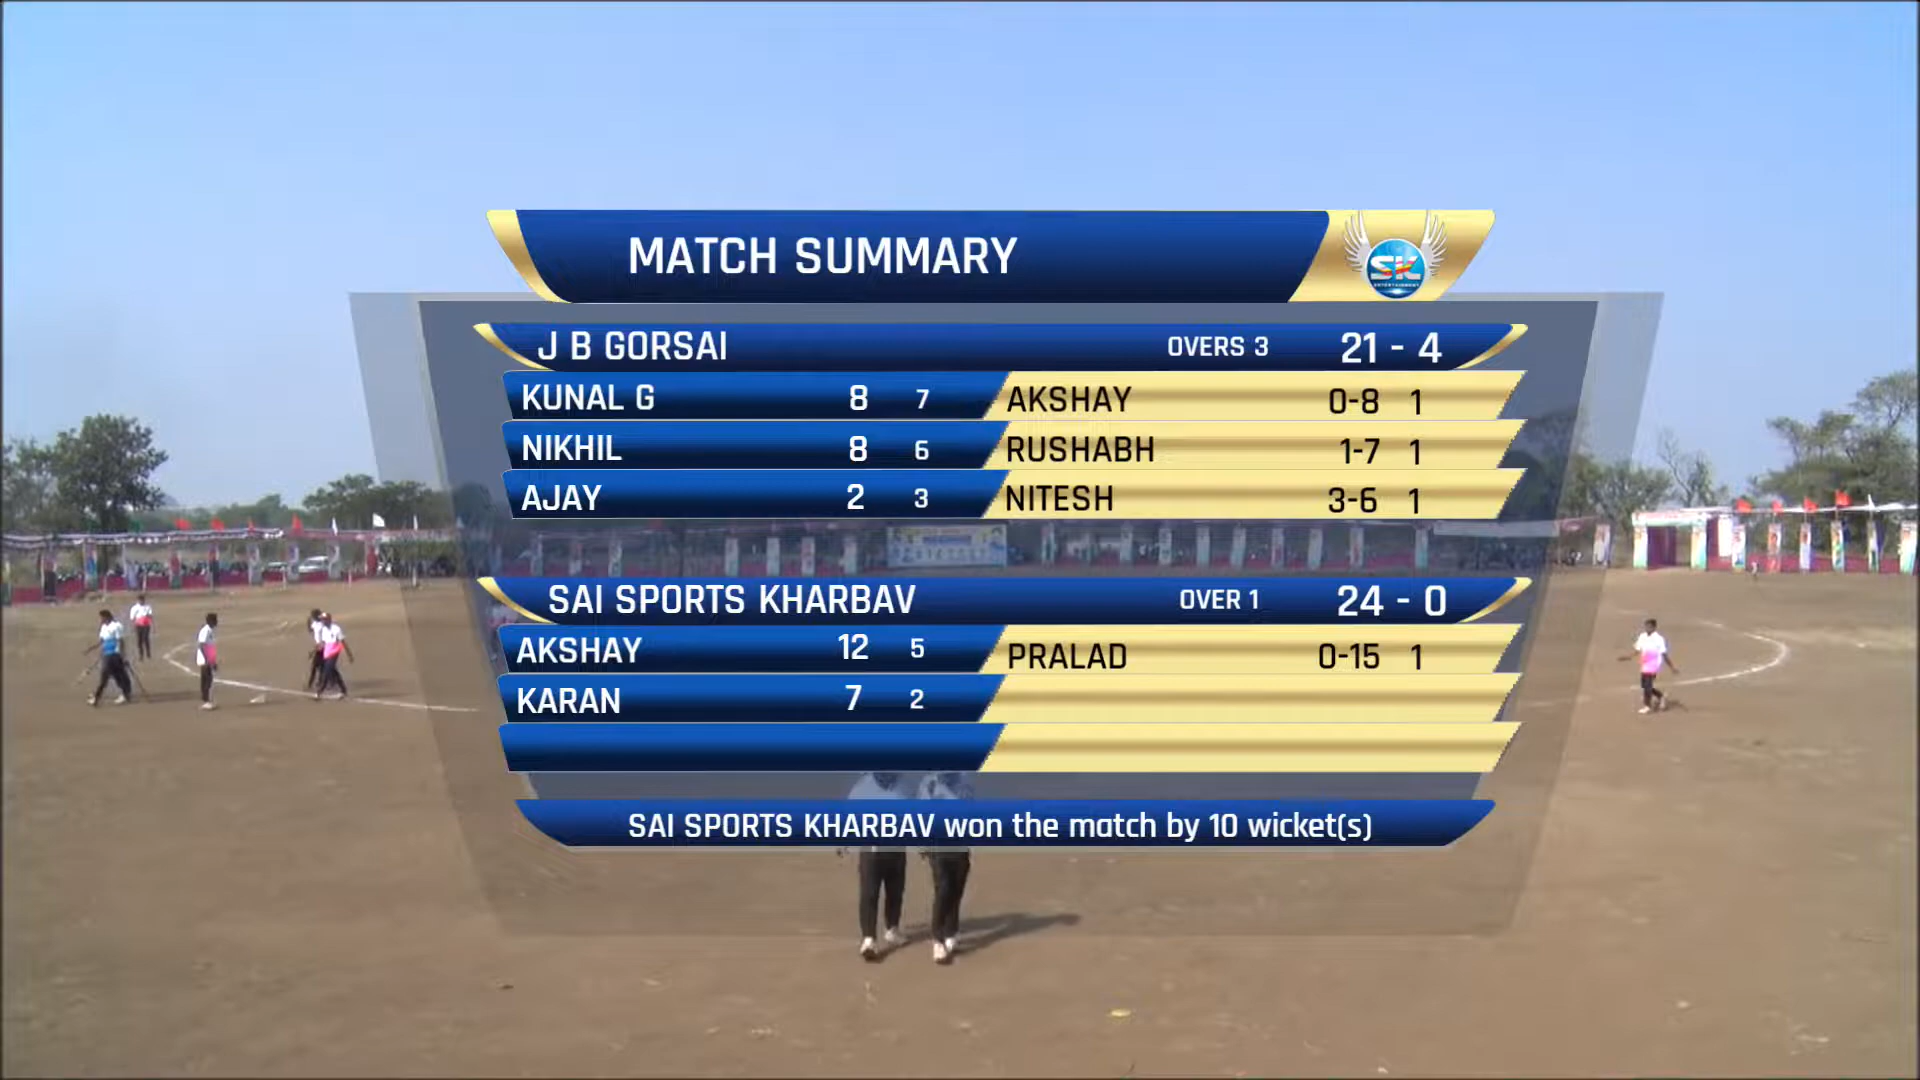 MATCH SUMMARY
SK
ENTERTAINMENT
J B GORSAI OVERS 3 21 - 4
KUNAL G 8 7 AKSHAY 0-8 1
NIKHIL 8 6 RUSHABH 1-7 1
AJAY 2 3 NITESH 3-6 1
SAI SPORTS KHARBAV OVER 1 24 - 0
AKSHAY 12 5 PRALAD 0-15 1
KARAN 7 2
SAI SPORTS KHARBAV won the match by 10 wicket(s)